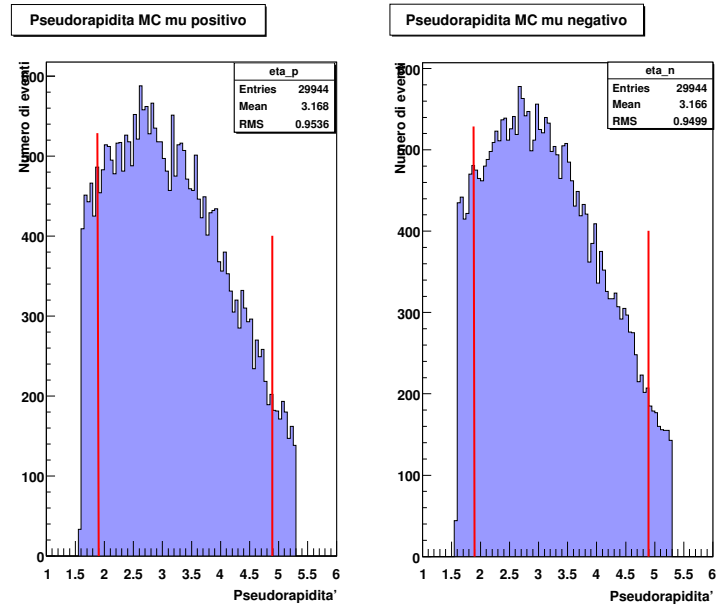 Pseudorapidita MC mu positivo
eta_p
Entries 29944
Mean 3.168
RMS 0.9536
Numero di eventi
600
500
400
300
200
100
0
1 1.5 2 2.5 3 3.5 4 4.5 5 5.5 6
Pseudorapidita'
Pseudorapidita MC mu negativo
eta_n
Entries 29944
Mean 3.166
RMS 0.9499
Numero di eventi
600
500
400
300
200
100
0
1 1.5 2 2.5 3 3.5 4 4.5 5 5.5 6
Pseudorapidita'